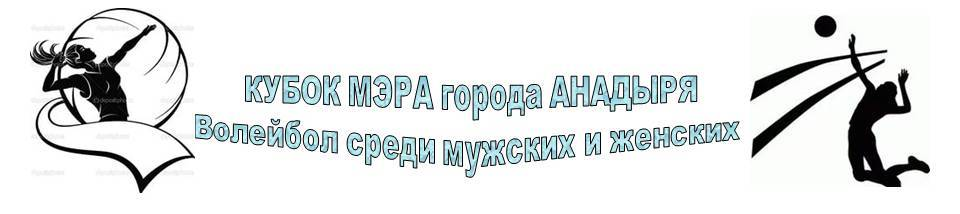 КУБОК МЭРА города АНАДЫРЯ
Волейбол среди мужских и женских